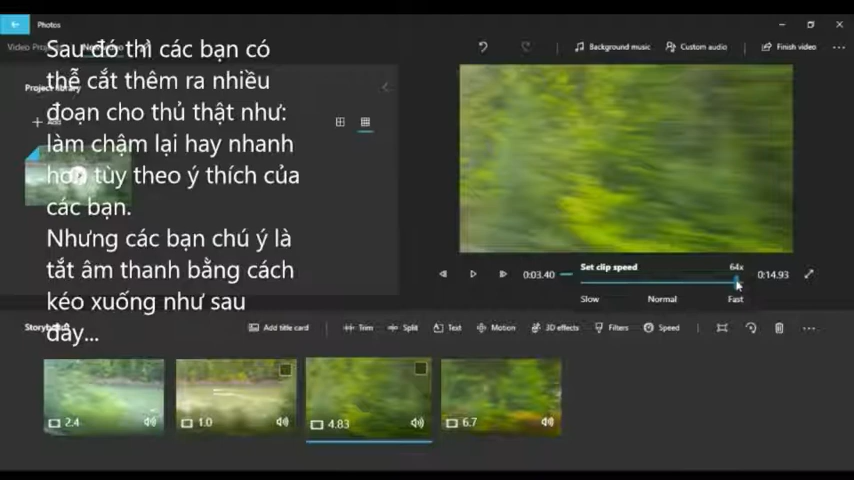 Photos
Video Pro
Sau đó thì các bạn có
thể cắt thêm ra nhiều
đoạn cho thủ thật như:
làm chậm lại hay nhanh
hơn tùy theo ý thích của
các bạn.
Nhưng các bạn chú ý là
tắt âm thanh bằng cách
kéo xuống như sau
đây...
Project library
Background music
Custom audio
Finish video
0:03.40
Set clip speed
64x
0:14.93
Slow
Normal
Fast
Add title card
Trim
Split
Text
Motion
3D effects
Filters
Speed
2.4
1.0
4.83
6.7